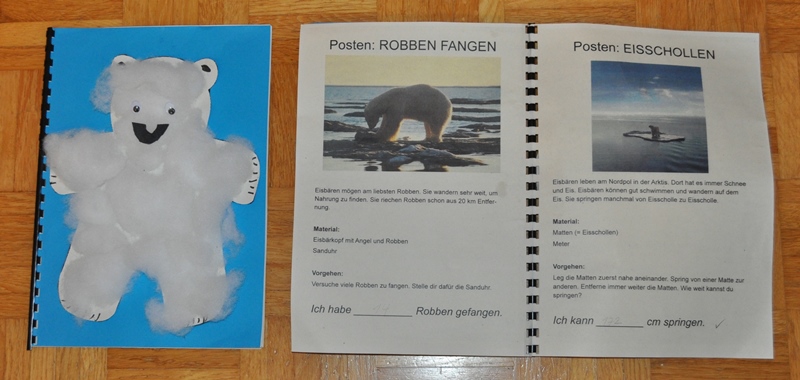 Posten: ROBBEN FANGEN
Eisbären mögen am liebsten Robben. Sie wandern sehr weit, um
Nahrung zu finden. Sie riechen Robben schon aus 20 km Entfer-
nung.
Material:
Eisbärkopf mit Angel und Robben
Sanduhr
Vorgehen:
Versuche viele Robben zu fangen. Stelle dir dafür die Sanduhr.
Ich habe ________ Robben gefangen.
Posten: EISSCHOLLEN
Eisbären leben am Nordpol in der Arktis. Dort hat es immer Schnee
und Eis. Eisbären können gut schwimmen und wandern auf dem
Eis. Sie springen manchmal von Eisscholle zu Eisscholle.
Material:
Matten (= Eisschollen)
Meter
Vorgehen:
Leg die Matten zuerst nahe aneinander. Spring von einer Matte zur
anderen. Entferne immer weiter die Matten. Wie weit kannst du
springen?
Ich kann ________ cm springen.